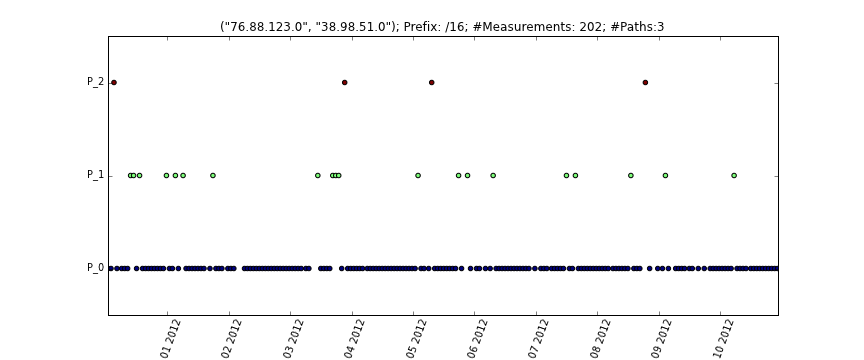 ("76.88.123.0", "38.98.51.0"); Prefix: /16; #Measurements: 202; #Paths:3
P_2
P_1
P_0
01 2012
02 2012
03 2012
04 2012
05 2012
06 2012
07 2012
08 2012
09 2012
10 2012